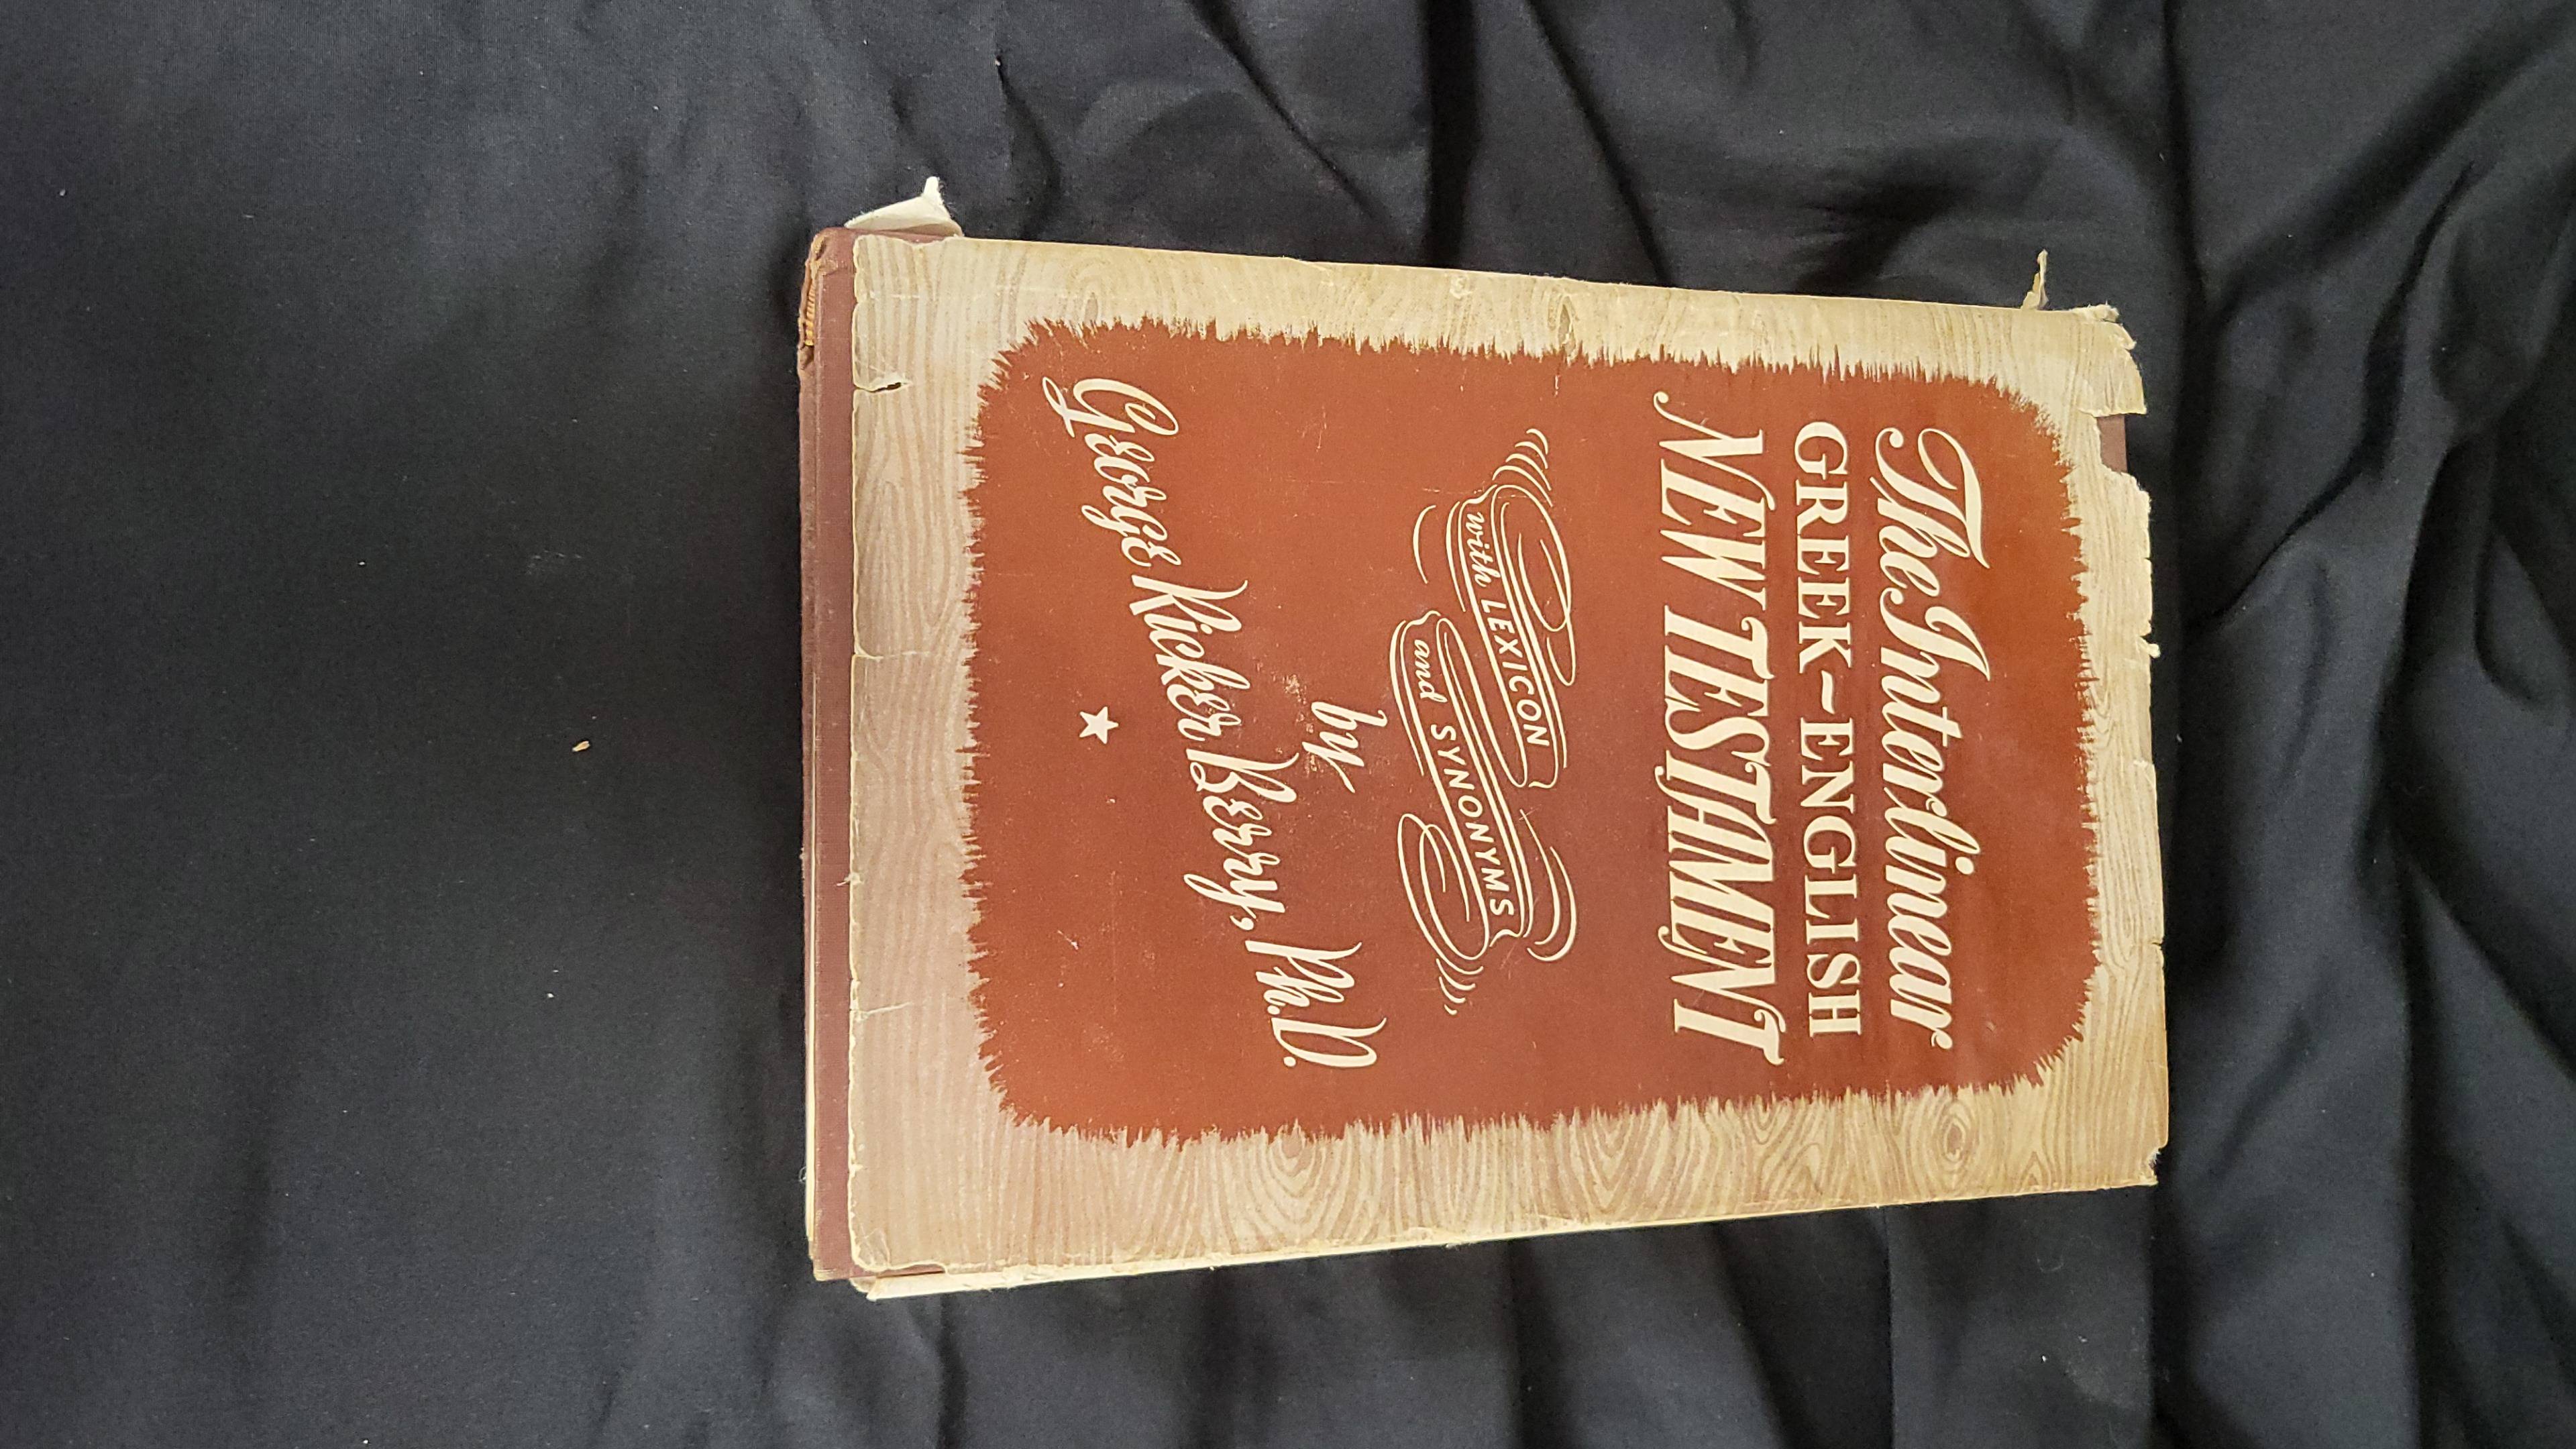 The Interlinear
GREEK~ENGLISH
NEW TESTAMENT
with LEXICON
and SYNONYMS
by
George Ricker Berry, Ph.D.